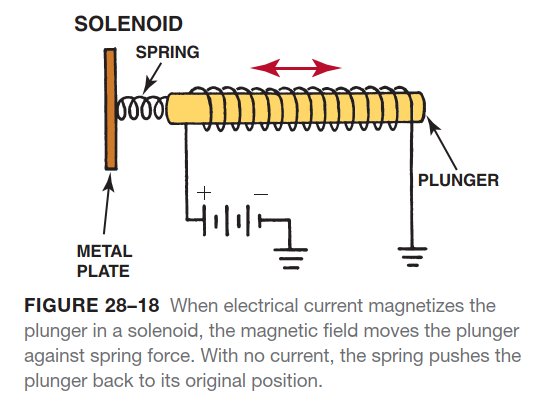 SOLENOID
SPRING
PLUNGER
+ —
METAL
PLATE
FIGURE 28–18 When electrical current magnetizes the
plunger in a solenoid, the magnetic field moves the plunger
against spring force. With no current, the spring pushes the
plunger back to its original position.